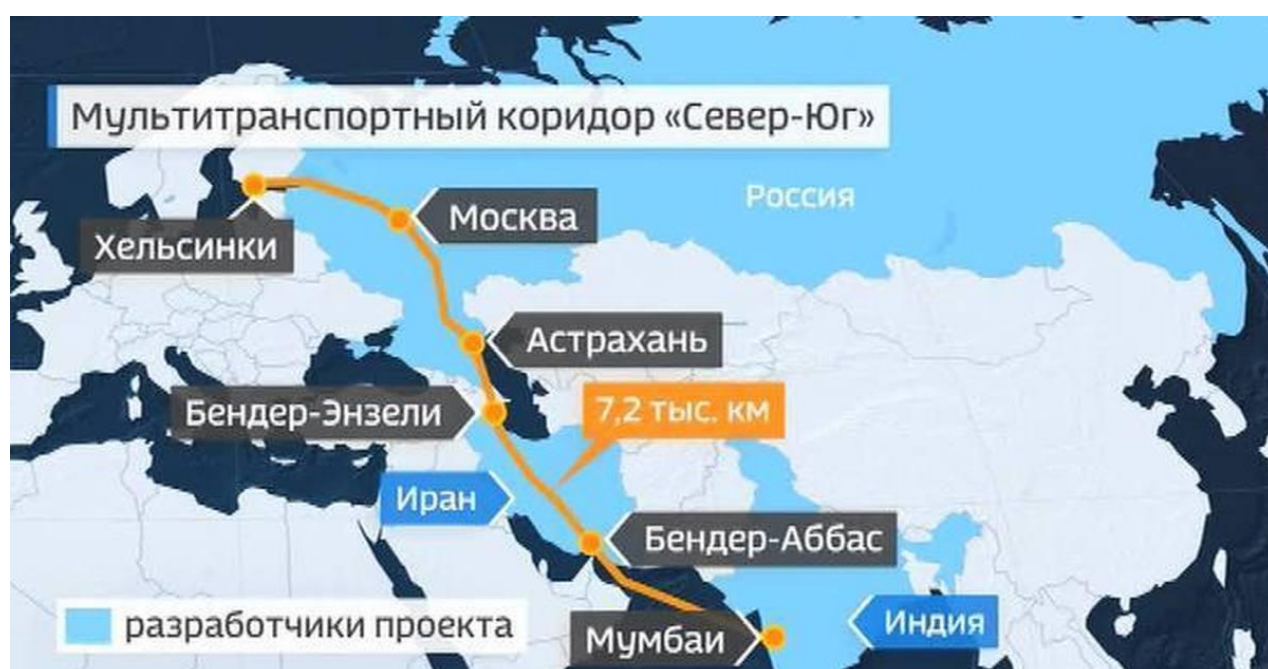 Мультитранспортный коридор «Север-Юг»
Россия
Москва
Хельсинки
Астрахань
Бендер-Энзели
7,2 тыс. км
Иран
Бендер-Аббас
разработчики проекта
Мумбаи
Индия